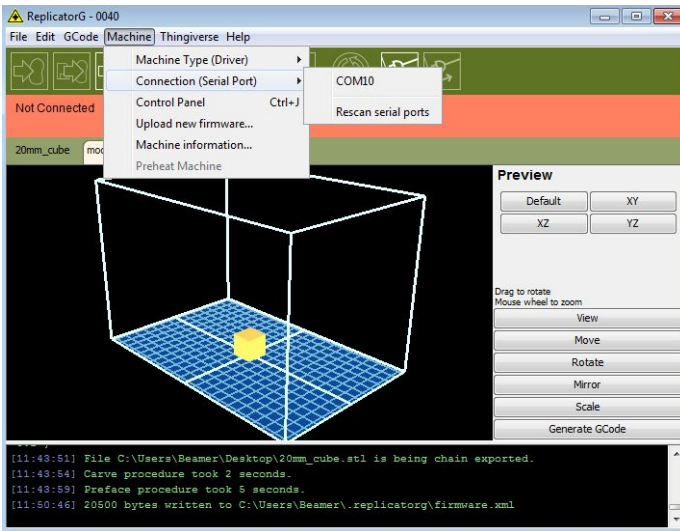 ReplicatorG - 0040
File Edit GCode Machine Thingiverse Help
Machine Type (Driver)
Connection (Serial Port)
COM10
Control Panel Ctrl+J
Rescan serial ports
Upload new firmware...
Machine information...
Preheat Machine
Not Connected
20mm_cube
Preview
Default XY
XZ YZ
Drag to rotate
Mouse wheel to zoom
View
Move
Rotate
Mirror
Scale
Generate GCode
[11:43:51] File C:\Users\Beamer\Desktop\20mm_cube.stl is being chain exported.
[11:43:54] Carve procedure took 2 seconds.
[11:43:59] Preface procedure took 5 seconds.
[11:50:46] 20500 bytes written to C:\Users\Beamer\.replicatorg\firmware.xml